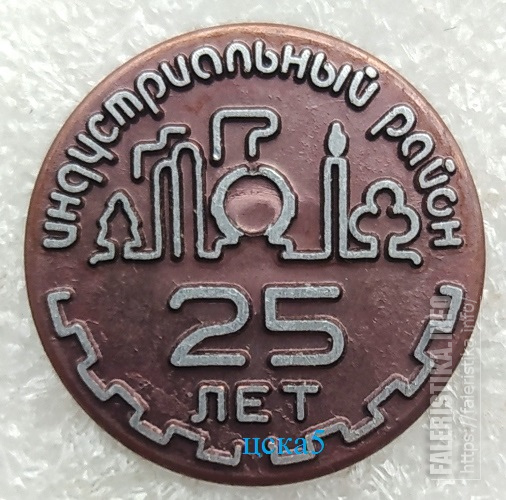 индустриальный район
25
ЛЕТ
цска5
FALERISTIKA.INFO
https://faleristika.info/